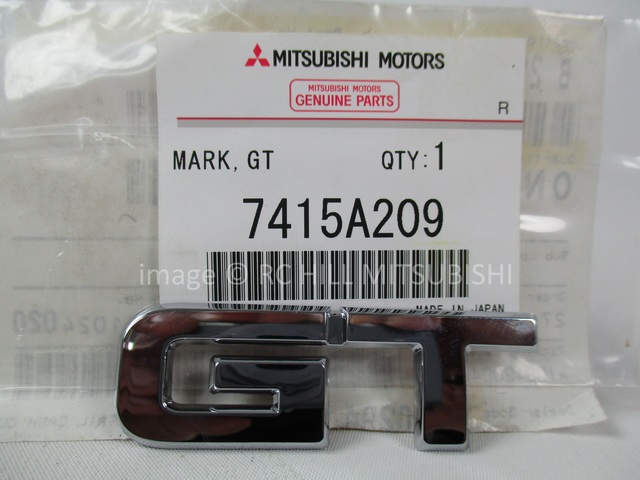 MITSUBISHI MOTORS
MITSUBISHI MOTORS
GENUINE PARTS
R
MARK, GT QTY:1
7415A209
image © RC HILL MITSUBISHI
MADE IN JAPAN
GT